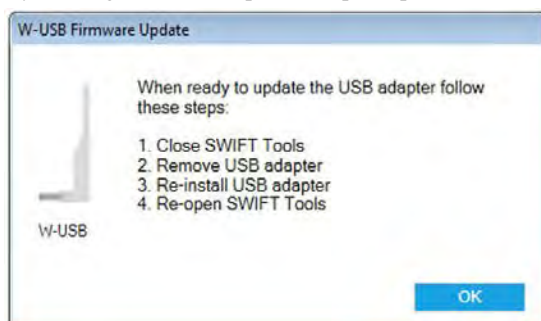 W-USB Firmware Update
When ready to update the USB adapter follow
these steps:
1. Close SWIFT Tools
2. Remove USB adapter
3. Re-install USB adapter
4. Re-open SWIFT Tools
W-USB
OK